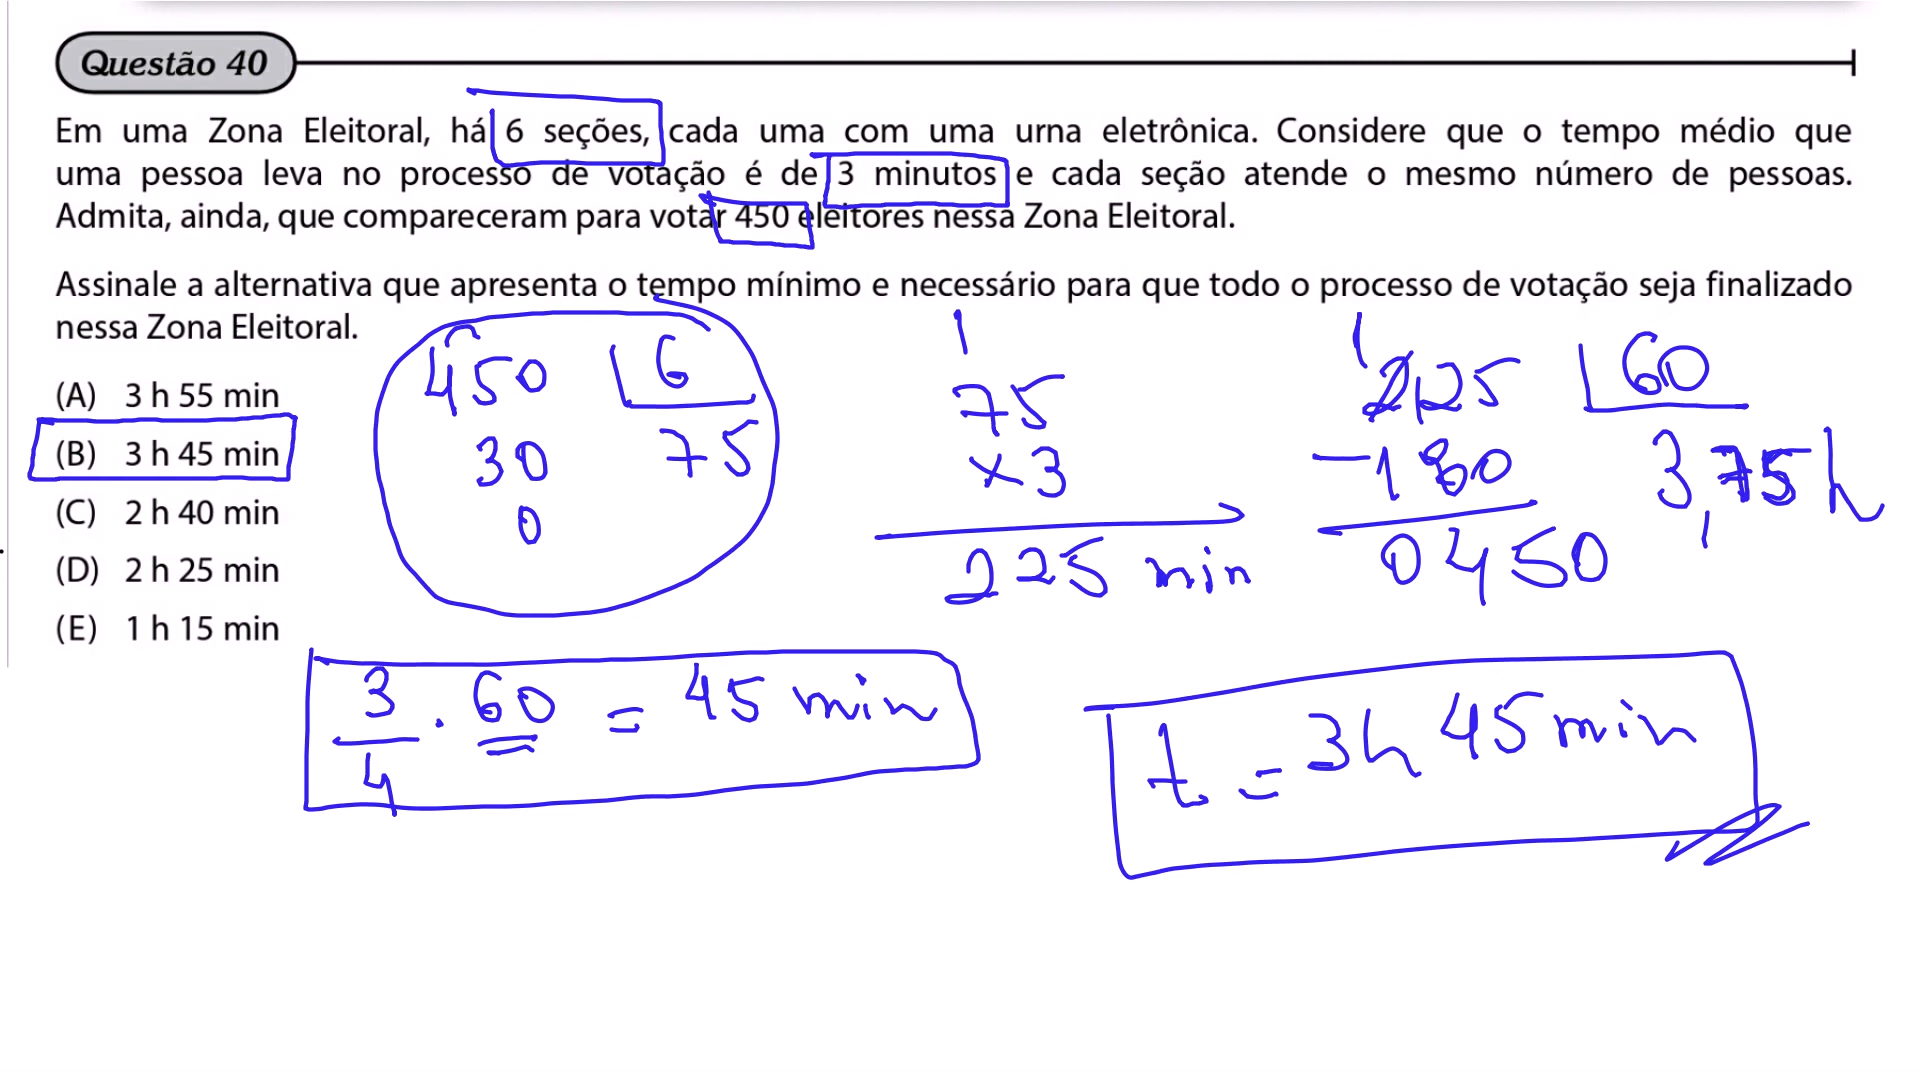 Questão 40
Em uma Zona Eleitoral, há 6 seções, cada uma com uma urna eletrônica. Considere que o tempo médio que
uma pessoa leva no processo de votação é de 3 minutos e cada seção atende o mesmo número de pessoas.
Admita, ainda, que compareceram para votar 450 eleitores nessa Zona Eleitoral.
Assinale a alternativa que apresenta o tempo mínimo e necessário para que todo o processo de votação seja finalizado
nessa Zona Eleitoral.
(A) 3 h 55 min
(B) 3 h 45 min
(C) 2 h 40 min
(D) 2 h 25 min
(E) 1 h 15 min
450 6
30 75
0
1
75
x3
225 min
1
225 60
-180 3,75h
0450
3/4 . 60 = 45 min
t = 3h 45 min